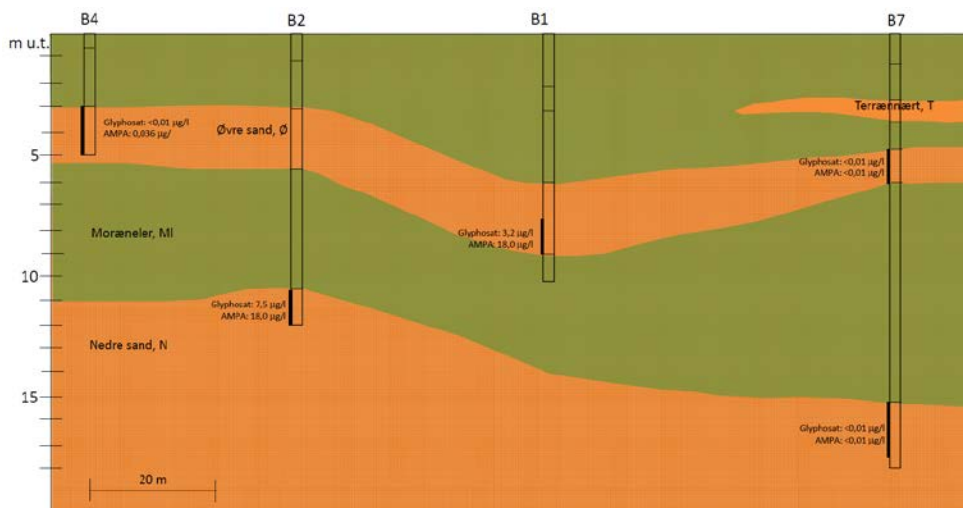 B4 B2 B1 B7
m u.t.
Terrænnært, T
Glyphosat: <0,01 µg/l
AMPA: 0,036 µg/
Øvre sand, Ø
5
Glyphosat: <0,01 µg/l
AMPA: <0,01 µg/l
Moræneler, Ml
Glyphosat: 3,2 µg/l
AMPA: 18,0 µg/l
10
Glyphosat: 7,5 µg/l
AMPA: 18,0 µg/l
Nedre sand, N
15
Glyphosat: <0,01 µg/l
AMPA: <0,01 µg/l
20 m